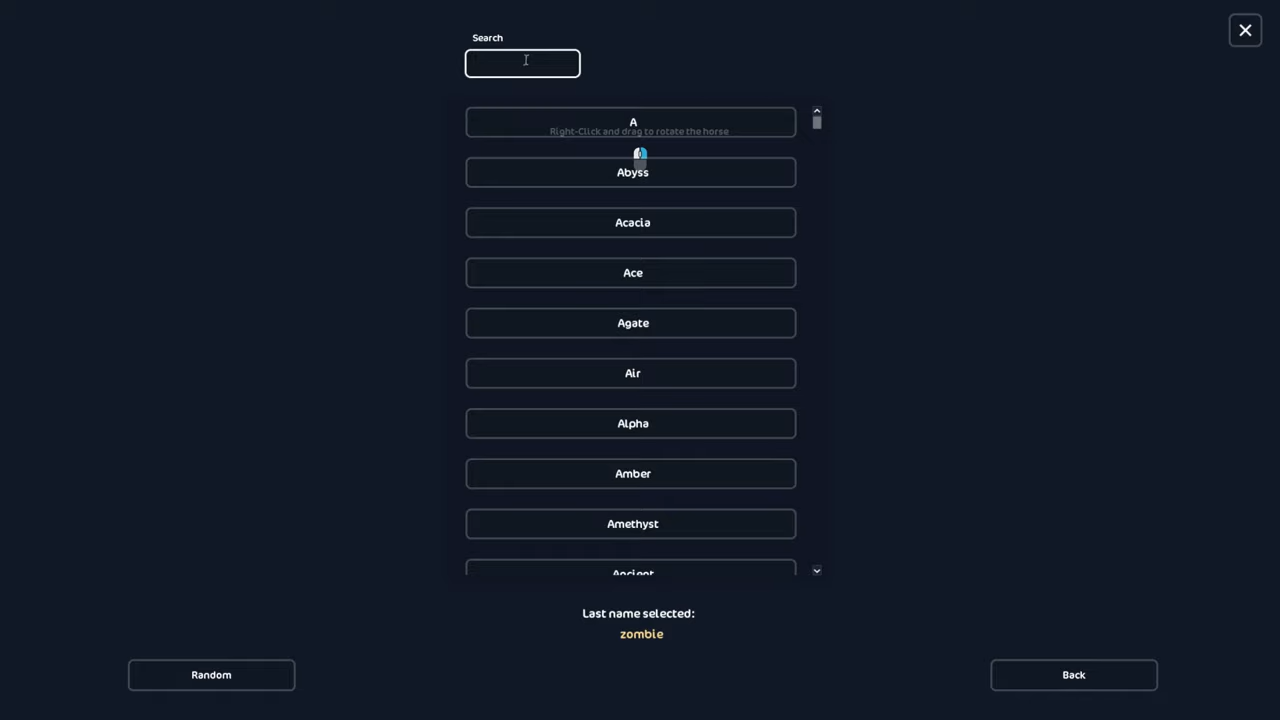 Search
A
Right-Click and drag to rotate the horse
Abyss
Acacia
Ace
Agate
Air
Alpha
Amber
Amethyst
Ancient
Last name selected:
zombie
Random
Back